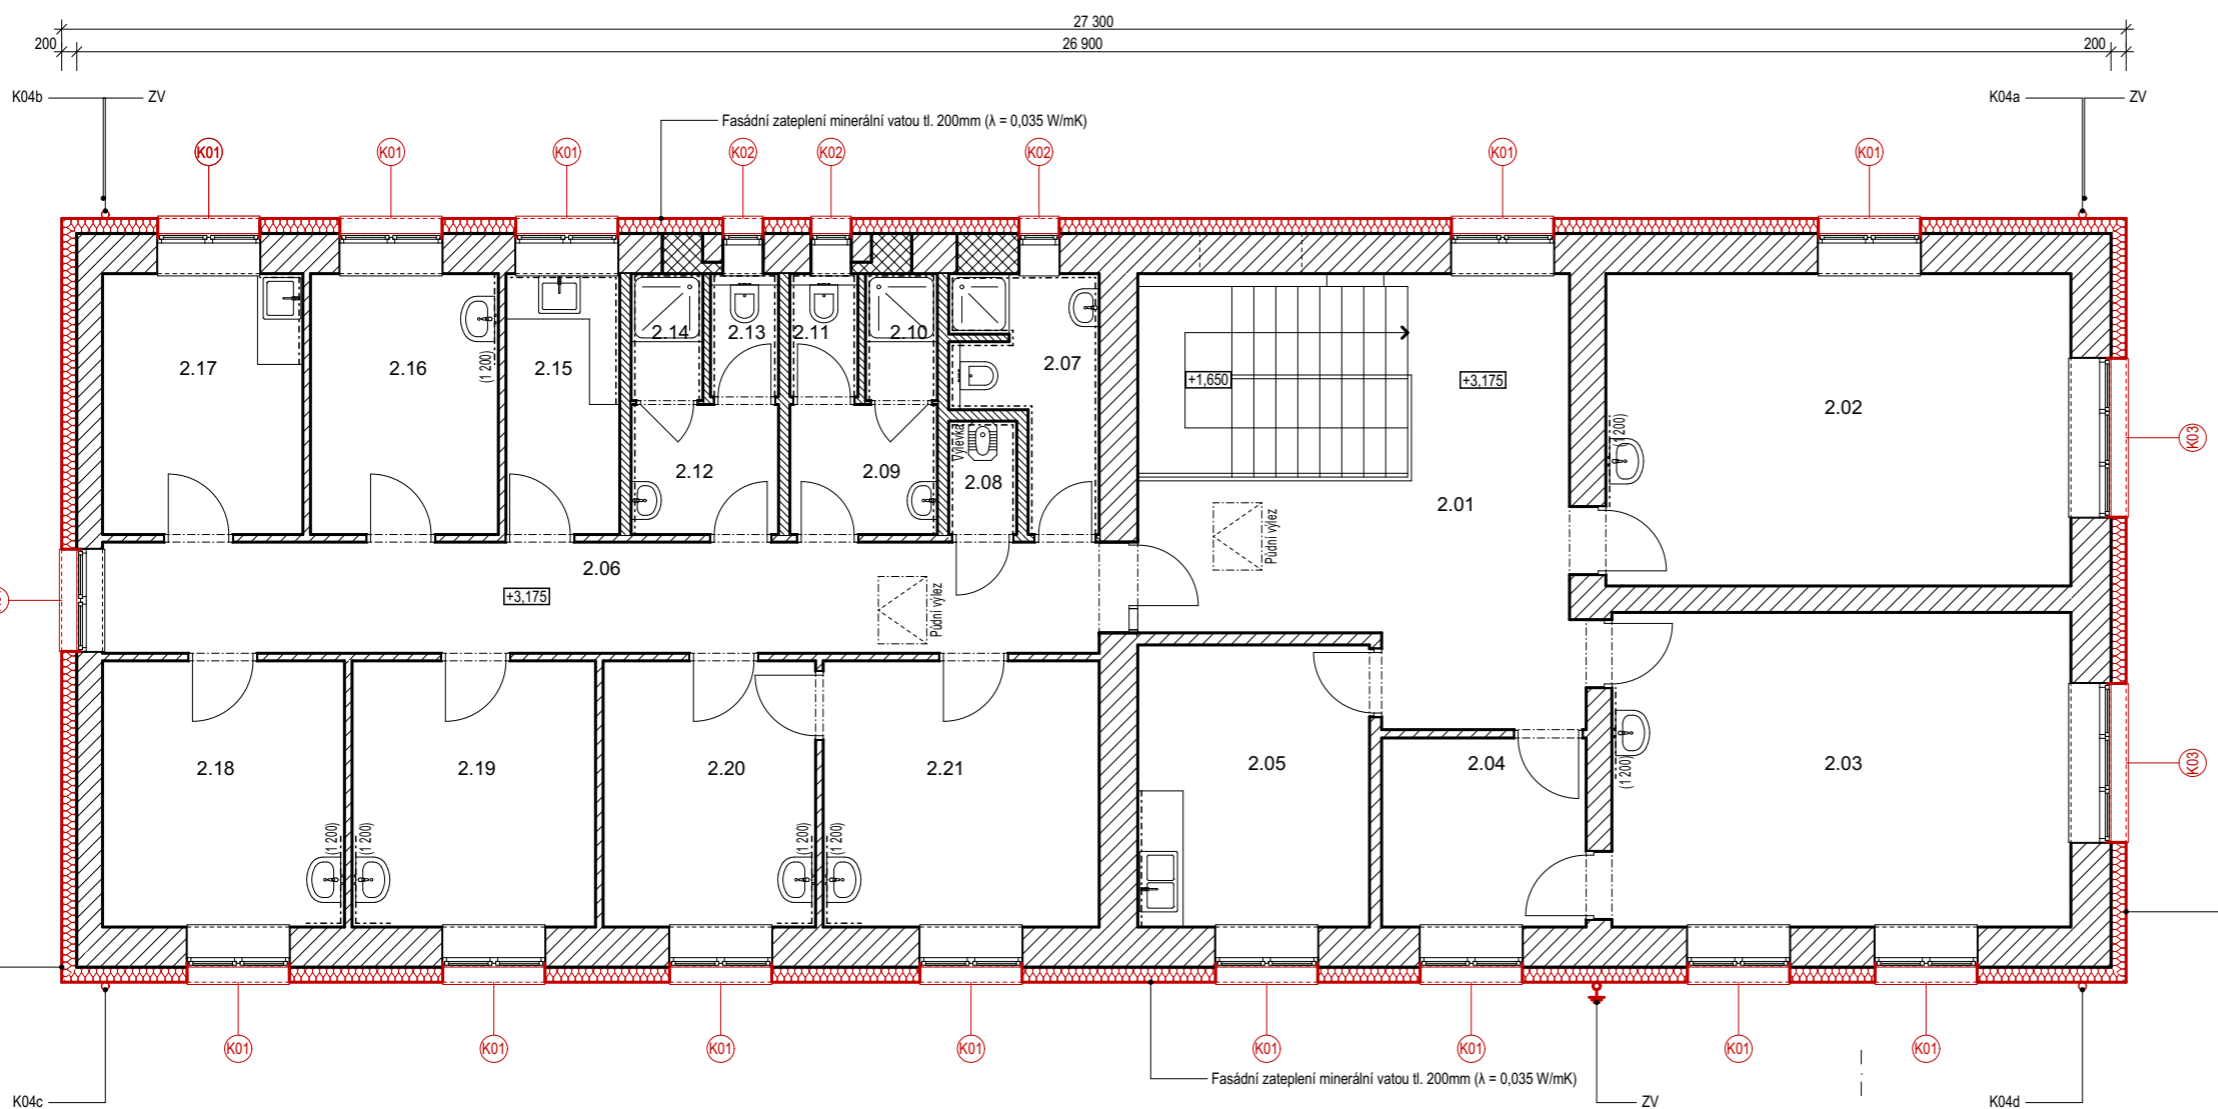 27 300
200 26 900 200
K04b ZV K04a ZV
Fasádní zateplení minerální vatou tl. 200mm (λ = 0,035 W/mK)
K01 K01 K01 K02 K02 K02 K01 K01
2.14 2.13 2.11 2.10
2.17 2.16 (1 200) 2.15 2.07 +1,650 +3,175 2.02
(1 200)
K03
Výlevka
2.12 2.09 2.08 2.01
Půdní výlez
2.06
+3,175
Půdní výlez
2.18 2.19 2.20 2.21 2.05 2.04 2.03
(1 200)
K03
(1 200) (1 200) (1 200)
K01 K01 K01 K01 K01 K01 K01 K01
Fasádní zateplení minerální vatou tl. 200mm (λ = 0,035 W/mK)
K04c ZV K04d